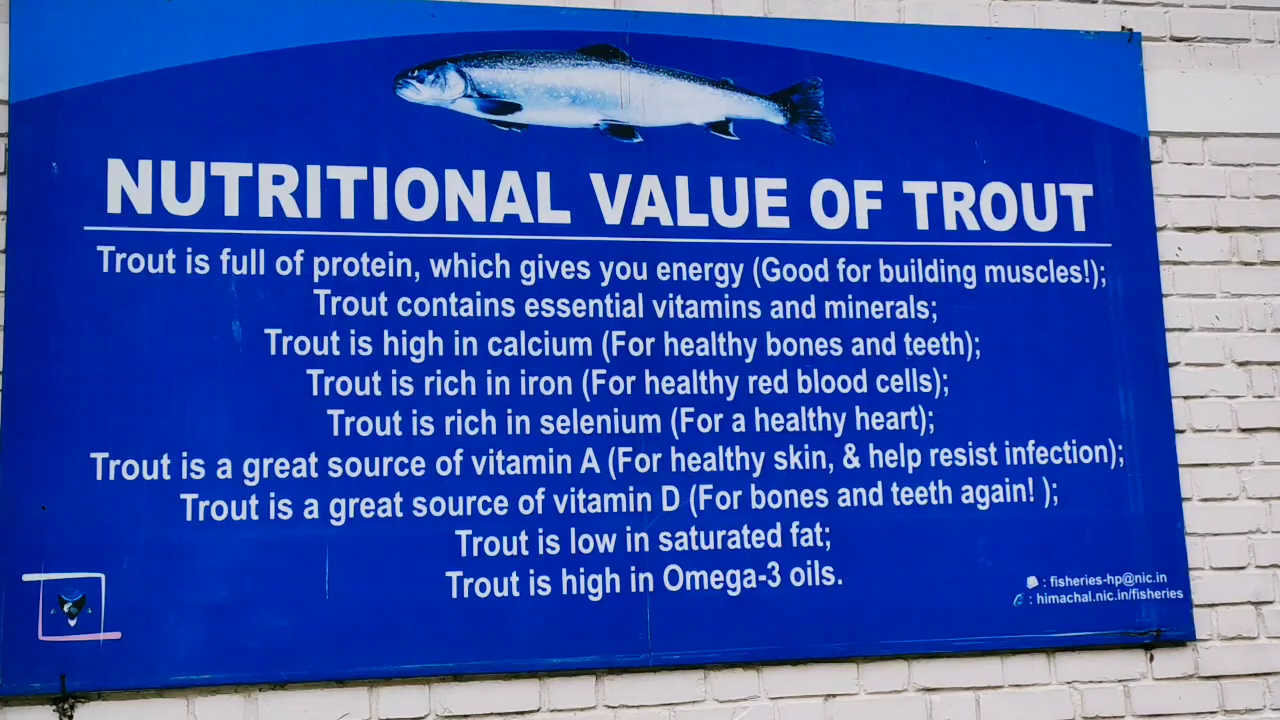 NUTRITIONAL VALUE OF TROUT
Trout is full of protein, which gives you energy (Good for building muscles!);
Trout contains essential vitamins and minerals;
Trout is high in calcium (For healthy bones and teeth);
Trout is rich in iron (For healthy red blood cells);
Trout is rich in selenium (For a healthy heart);
Trout is a great source of vitamin A (For healthy skin, & help resist infection);
Trout is a great source of vitamin D (For bones and teeth again! );
Trout is low in saturated fat;
Trout is high in Omega-3 oils.
: fisheries-hp@nic.in
: himachal.nic.in/fisheries